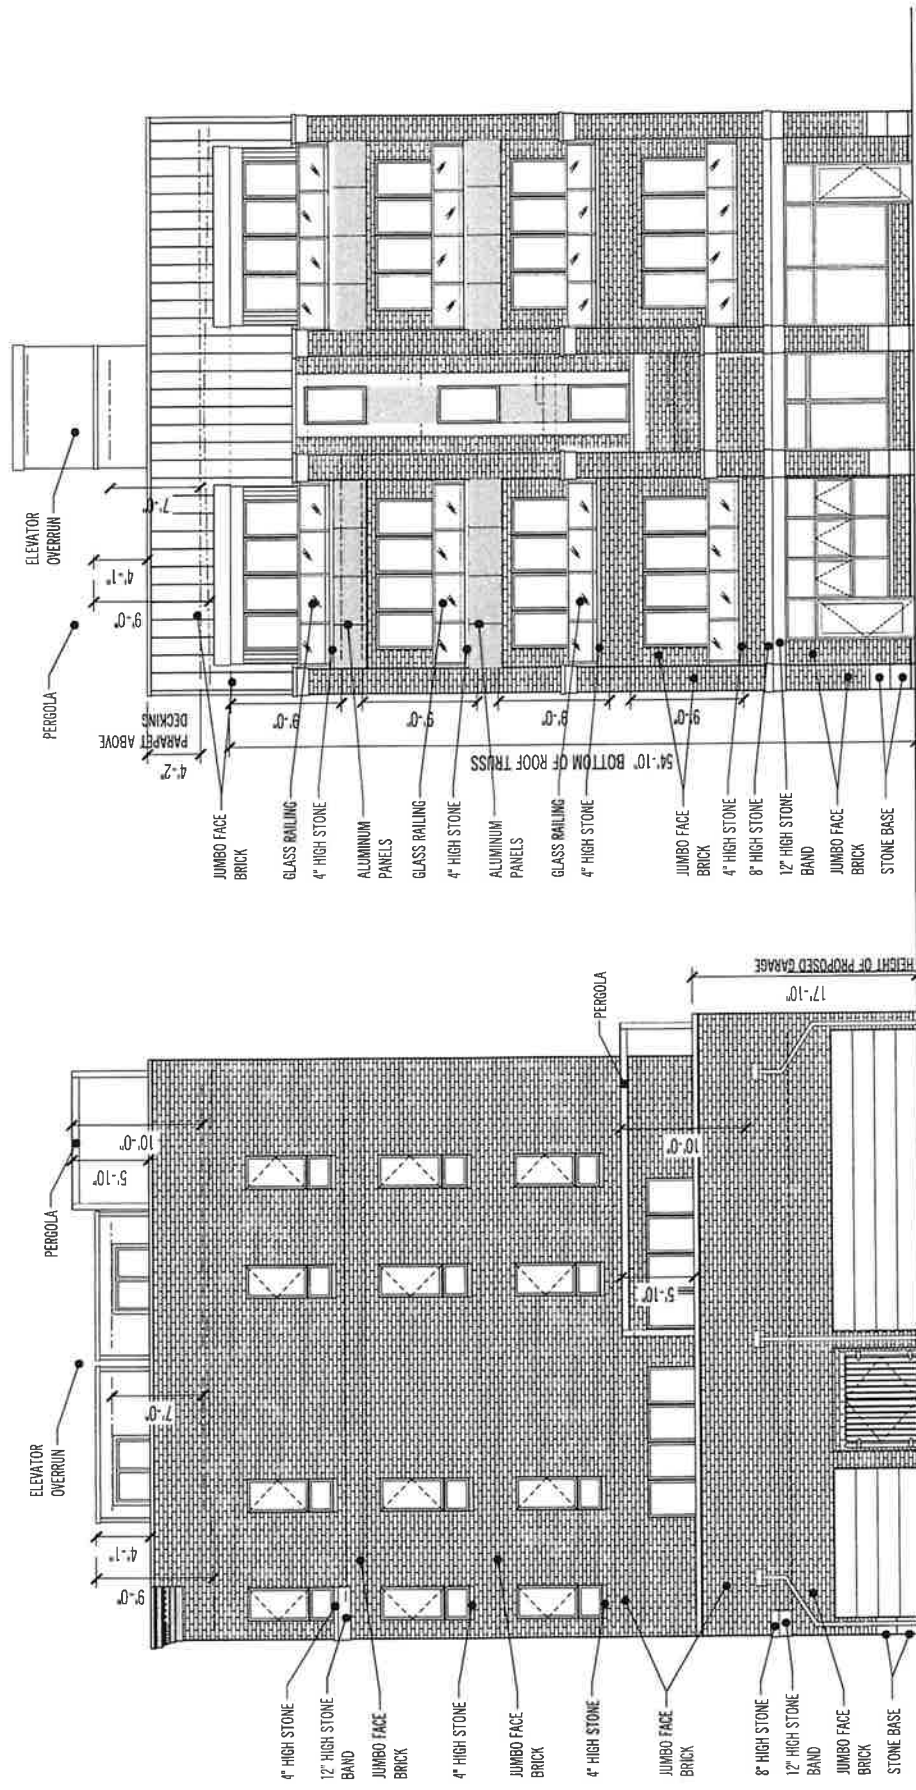 ELEVATOR
OVERRUN
PERGOLA
7'-0"
4'-1"
9'-0"
PARAPET ABOVE
DECKING
4'-2"
9'-0"
9'-0"
9'-0"
9'-0"
54'-10" BOTTOM OF ROOF TRUSS
JUMBO FACE
BRICK
GLASS RAILING
4" HIGH STONE
ALUMINUM
PANELS
GLASS RAILING
4" HIGH STONE
ALUMINUM
PANELS
GLASS RAILING
4" HIGH STONE
JUMBO FACE
BRICK
4" HIGH STONE
8" HIGH STONE
12" HIGH STONE
BAND
JUMBO FACE
BRICK
STONE BASE
PERGOLA
10'-0"
5'-10"
ELEVATOR
OVERRUN
7'-0"
4'-1"
9'-0"
PERGOLA
10'-0"
5'-10"
HEIGHT OF PROPOSED GARAGE
17'-10"
4" HIGH STONE
12" HIGH STONE
BAND
JUMBO FACE
BRICK
4" HIGH STONE
JUMBO FACE
BRICK
4" HIGH STONE
JUMBO FACE
BRICK
8" HIGH STONE
12" HIGH STONE
BAND
JUMBO FACE
BRICK
STONE BASE